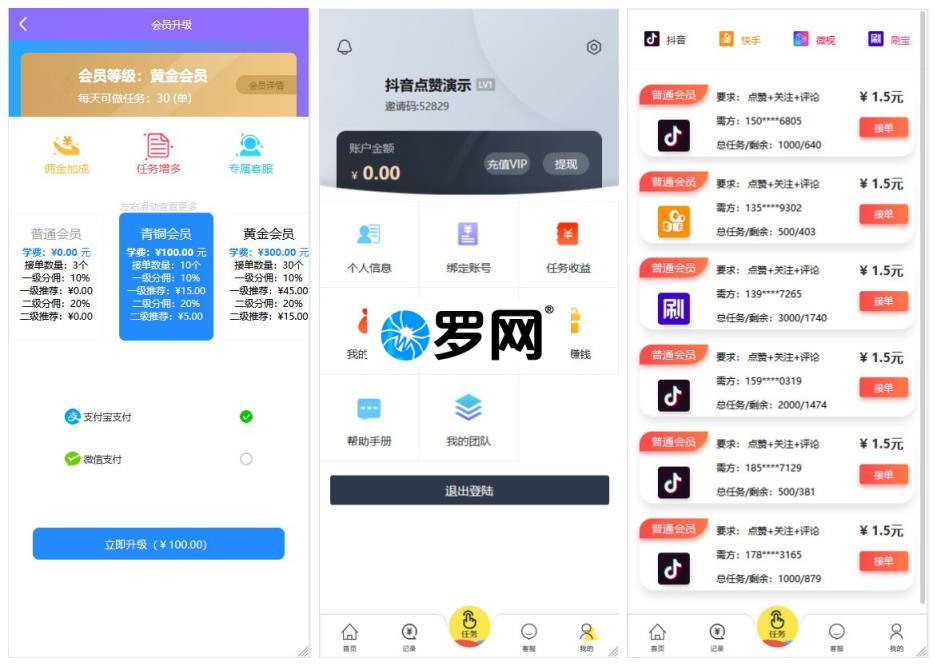 会员升级
会员等级：黄金会员
会员详情
每天可做任务：30 (单)
佣金加成
任务增多
专属客服
左右滑动查看更多
普通会员
学费：¥0.00 元
接单数量：3个
一级分佣：10%
一级推荐：¥0.00
二级分佣：20%
二级推荐：¥0.00
青铜会员
学费：¥100.00 元
接单数量：10个
一级分佣：10%
一级推荐：¥15.00
二级分佣：20%
二级推荐：¥5.00
黄金会员
学费：¥300.00 元
接单数量：30个
一级分佣：10%
一级推荐：¥45.00
二级分佣：20%
二级推荐：¥15.00
支付宝支付
微信支付
立即升级（￥100.00）
抖音点赞演示 LV1
邀请码:52829
账户金额
¥ 0.00
充值VIP
提现
个人信息
绑定账号
任务收益
我的
赚钱
罗网®
帮助手册
我的团队
退出登陆
首页
记录
任务
客服
我的
抖音
快手
微视
刷宝
普通会员
要求： 点赞+关注+评论
¥ 1.5元
需方：150****6805
接单
总任务/剩余：1000/640
普通会员
要求： 点赞+关注+评论
¥ 1.5元
需方：135****9302
接单
总任务/剩余：500/403
普通会员
要求： 点赞+关注+评论
¥ 1.5元
刷
需方：139****7265
接单
总任务/剩余：3000/1740
普通会员
要求： 点赞+关注+评论
¥ 1.5元
需方：159****0319
接单
总任务/剩余：2000/1474
普通会员
要求： 点赞+关注+评论
¥ 1.5元
需方：185****7129
接单
总任务/剩余：500/381
普通会员
要求： 点赞+关注+评论
¥ 1.5元
需方：178****3165
接单
总任务/剩余：1000/879
首页
记录
任务
客服
我的